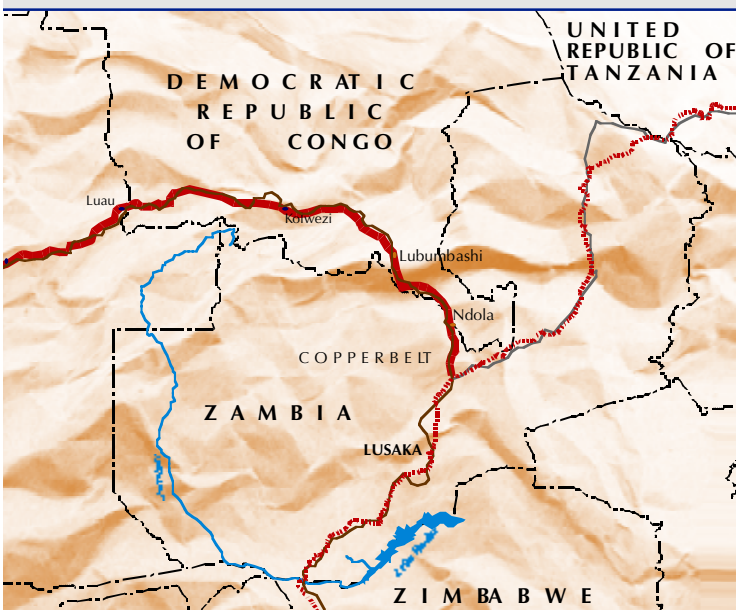 UNITED
REPUBLIC OF
TANZANIA
DEMOCRATIC
REPUBLIC
OF CONGO
Luau
Kolwezi
Lubumbashi
Ndola
COPPERBELT
ZAMBIA
LUSAKA
ZIMBABWE